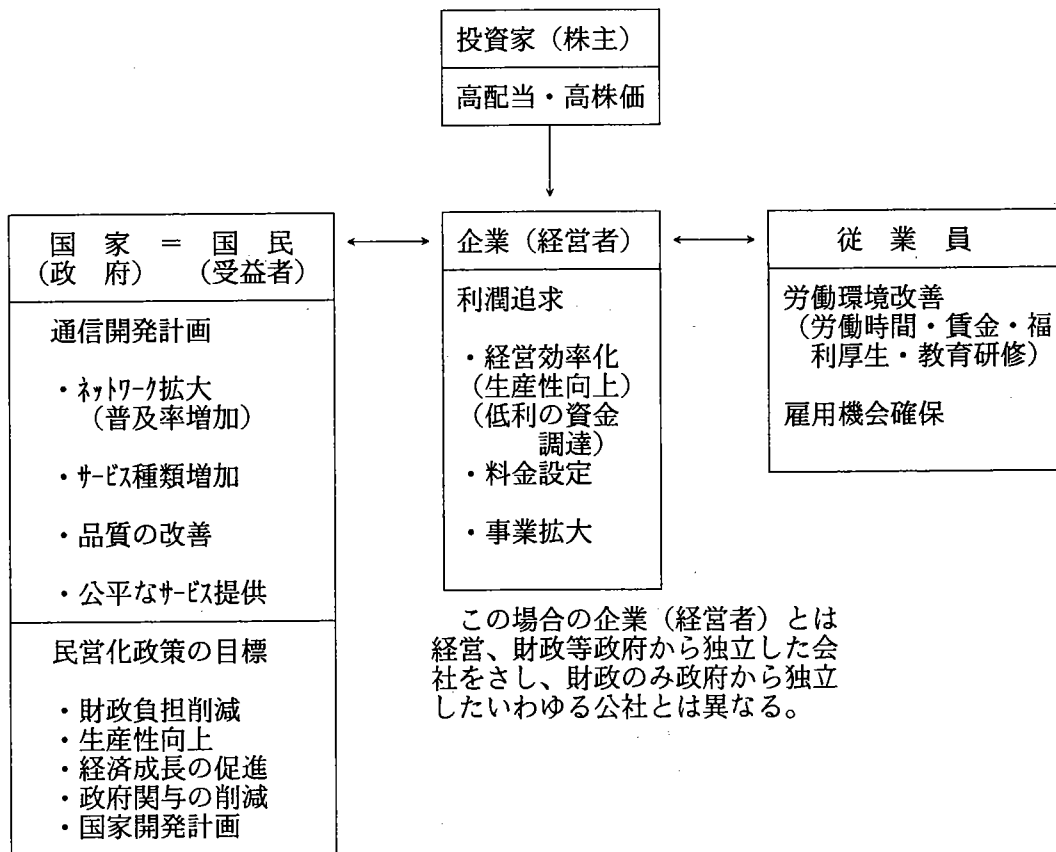 投資家（株主）
高配当・高株価
国　家　＝　国　民
（政　府）　　（受益者）
通信開発計画
・ﾈｯﾄﾜｰｸ拡大
（普及率増加）
・ｻｰﾋﾞｽ種類増加
・品質の改善
・公平なｻｰﾋﾞｽ提供
民営化政策の目標
・財政負担削減
・生産性向上
・経済成長の促進
・政府関与の削減
・国家開発計画
企業（経営者）
利潤追求
・経営効率化
（生産性向上）
（低利の資金
調達）
・料金設定
・事業拡大
従　業　員
労働環境改善
（労働時間・賃金・福
利厚生・教育研修）
雇用機会確保
この場合の企業（経営者）とは
経営、財政等政府から独立した会
社をさし、財政のみ政府から独立
したいわゆる公社とは異なる。